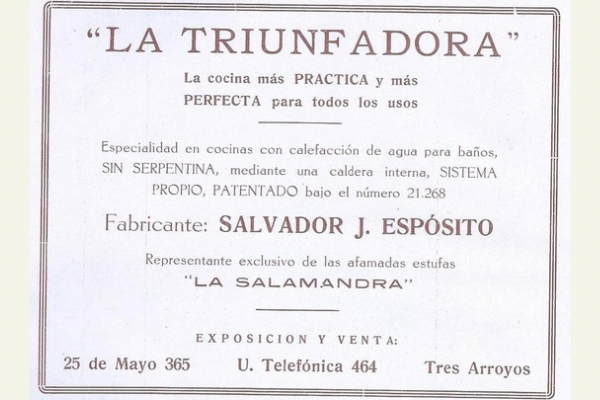 “LA TRIUNFADORA”
La cocina más PRACTICA y más
PERFECTA para todos los usos
Especialidad en cocinas con calefacción de agua para baños,
SIN SERPENTINA, mediante una caldera interna, SISTEMA
PROPIO, PATENTADO bajo el número 21.268
Fabricante: SALVADOR J. ESPÓSITO
Representante exclusivo de las afamadas estufas
“LA SALAMANDRA”
EXPOSICION Y VENTA:
25 de Mayo 365 U. Telefónica 464 Tres Arroyos